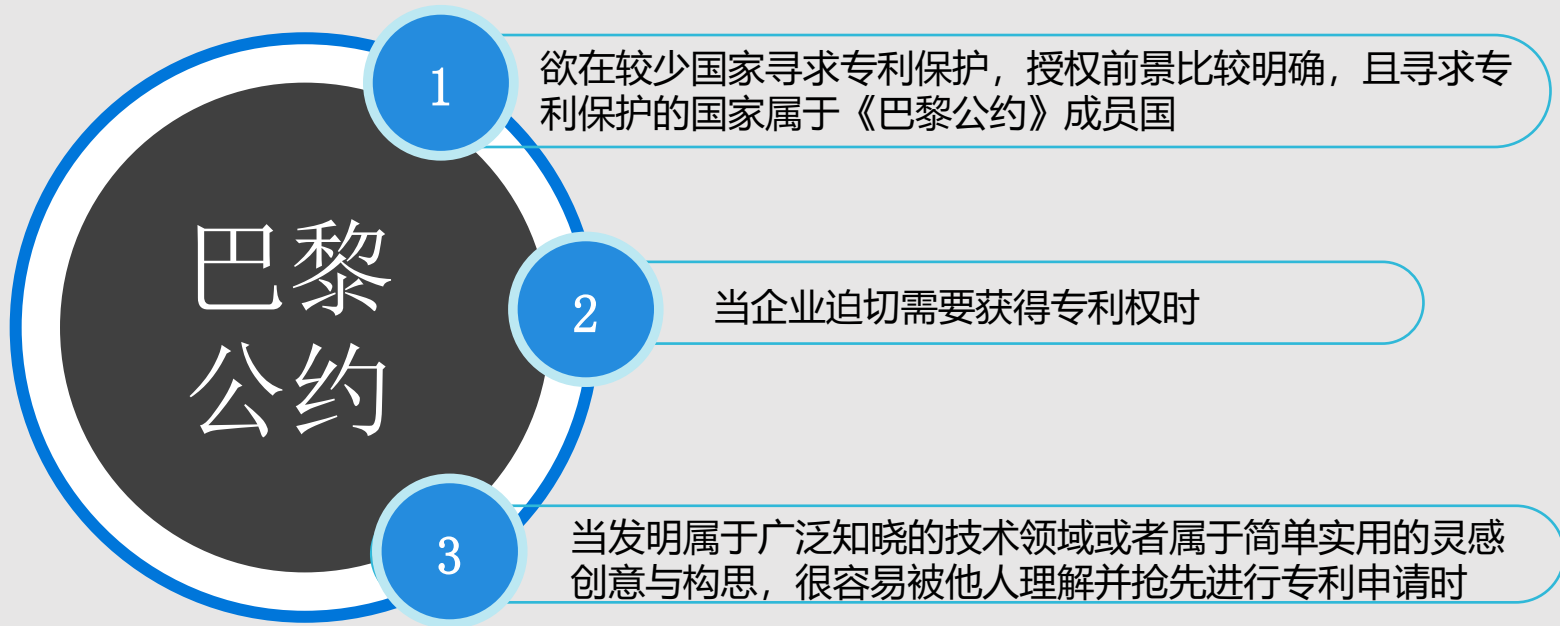 1
欲在较少国家寻求专利保护，授权前景比较明确，且寻求专
利保护的国家属于《巴黎公约》成员国
巴黎
公约
2
当企业迫切需要获得专利权时
3
当发明属于广泛知晓的技术领域或者属于简单实用的灵感
创意与构思，很容易被他人理解并抢先进行专利申请时